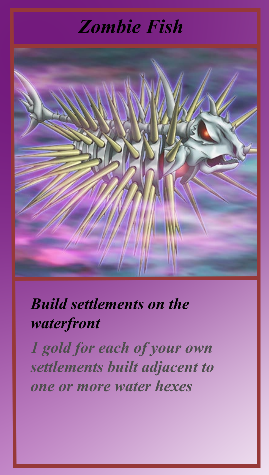 Zombie Fish
Build settlements on the
waterfront
1 gold for each of your own
settlements built adjacent to
one or more water hexes